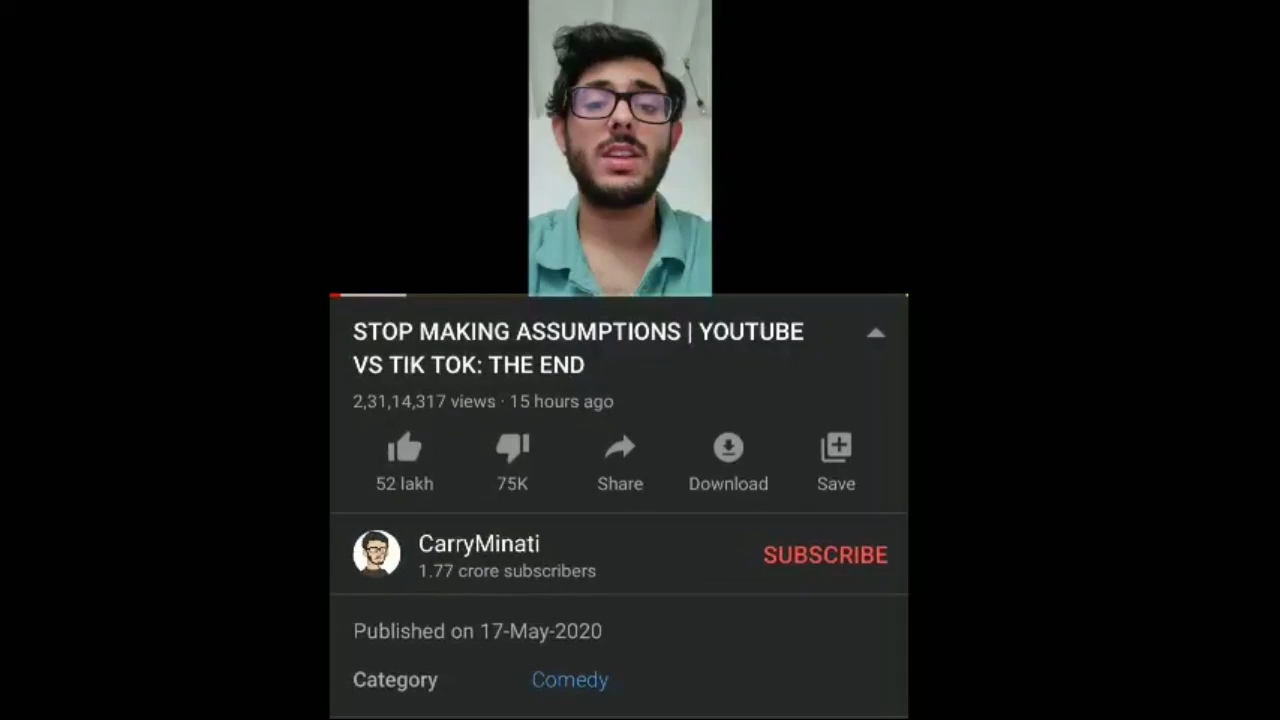 STOP MAKING ASSUMPTIONS | YOUTUBE
VS TIK TOK: THE END
2,31,14,317 views · 15 hours ago
52 lakh
75K
Share
Download
Save
CarryMinati
1.77 crore subscribers
SUBSCRIBE
Published on 17-May-2020
Category
Comedy